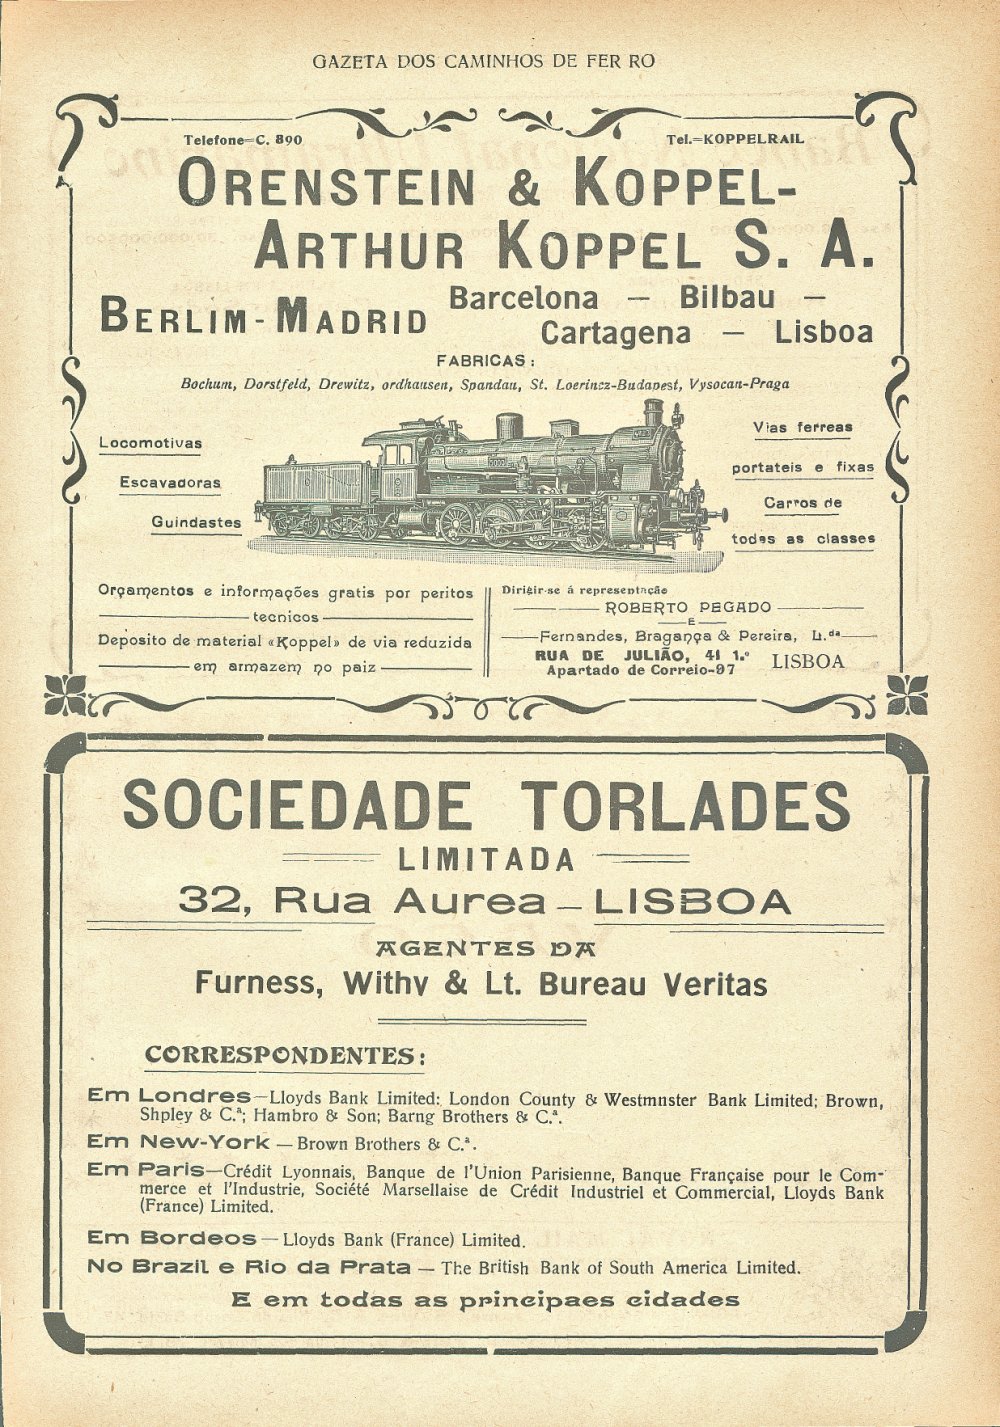 GAZETA DOS CAMINHOS DE FER RO
Telefone=C. 890
Tel.=KOPPELRAIL
ORENSTEIN & KOPPEL-
ARTHUR KOPPEL S. A.
BERLIM-MADRID
Barcelona — Bilbau —
Cartagena — Lisboa
FABRICAS:
Bochum, Dorstfeld, Drewitz, ordhausen, Spandau, St. Loerincz-Budapest, Vysocan-Praga
Locomotivas
Escavadoras
Guindastes
Vias ferreas
portateis e fixas
Carros de
todas as classes
Orçamentos e informações gratis por peritos
tecnicos
Deposito de material «Koppel» de via reduzida
em armazem no paiz
Dirigir-se á representação
ROBERTO PEGADO
E
Fernandes, Bragança & Pereira, L.da
RUA DE JULIÃO, 41 1.º
Apartado de Correio-97
LISBOA
SOCIEDADE TORLADES
LIMITADA
32, Rua Aurea — LISBOA
AGENTES DA
Furness, Withv & Lt. Bureau Veritas
CORRESPONDENTES:
Em Londres—Lloyds Bank Limited: London County & Westmnster Bank Limited; Brown,
Shpley & C.ª; Hambro & Son; Barng Brothers & C.ª.
Em New-York — Brown Brothers & C.ª.
Em Paris—Crédit Lyonnais, Banque de l'Union Parisienne, Banque Française pour le Com-
merce et l'Industrie, Société Marsellaise de Crédit Industriel et Commercial, Lloyds Bank
(France) Limited.
Em Bordeos — Lloyds Bank (France) Limited.
No Brazil e Rio da Prata — The British Bank of South America Limited.
E em todas as principaes cidades